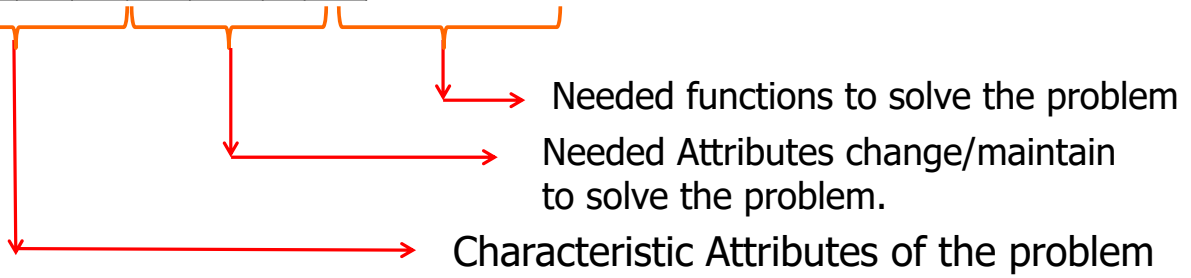 Needed functions to solve the problem
Needed Attributes change/maintain
to solve the problem.
Characteristic Attributes of the problem